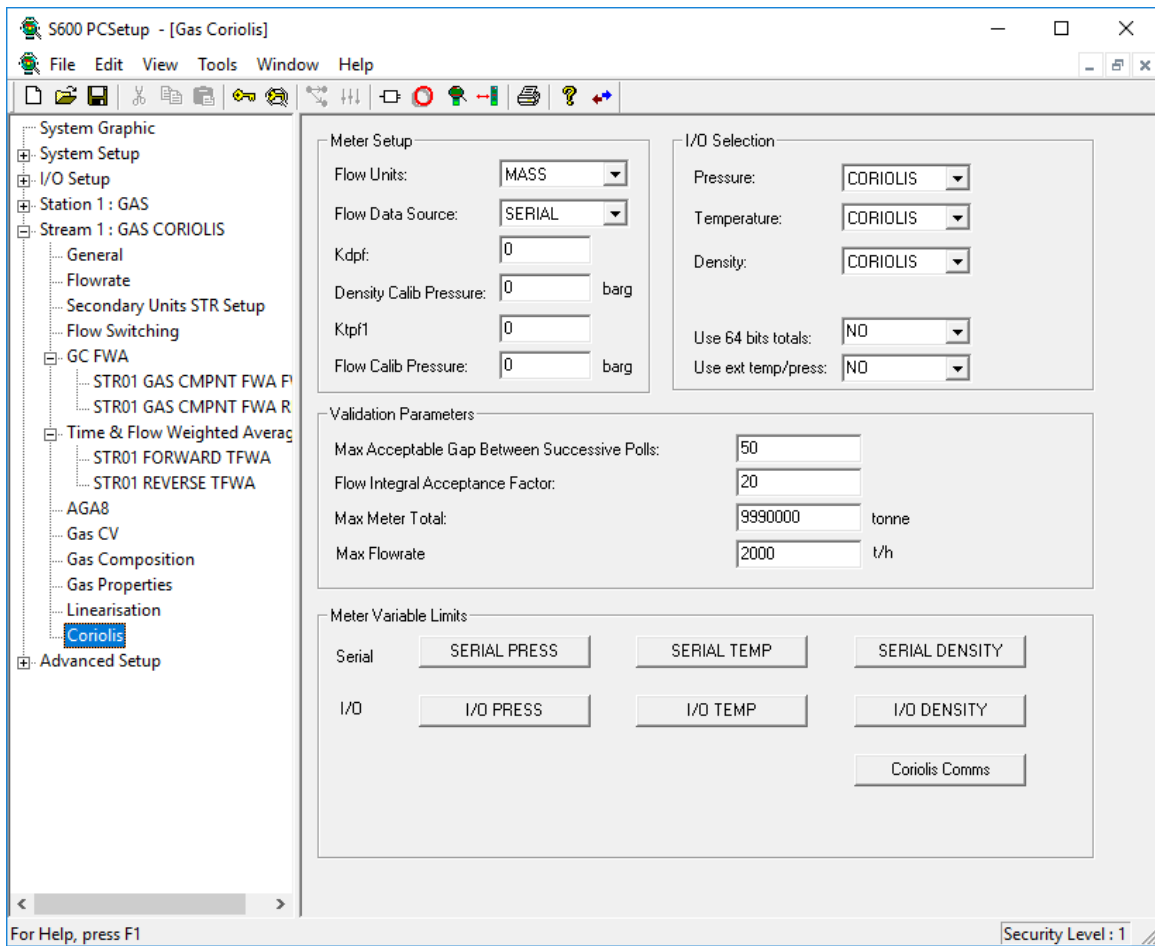 S600 PCSetup - [Gas Coriolis]
File Edit View Tools Window Help
System Graphic
System Setup
I/O Setup
Station 1 : GAS
Stream 1 : GAS CORIOLIS
General
Flowrate
Secondary Units STR Setup
Flow Switching
GC FWA
STR01 GAS CMPNT FWA F
STR01 GAS CMPNT FWA R
Time & Flow Weighted Averag
STR01 FORWARD TFWA
STR01 REVERSE TFWA
AGA8
Gas CV
Gas Composition
Gas Properties
Linearisation
Coriolis
Advanced Setup
Meter Setup
Flow Units: MASS
Flow Data Source: SERIAL
Kdpf: 0
Density Calib Pressure: 0 barg
Ktpf1 0
Flow Calib Pressure: 0 barg
I/O Selection
Pressure: CORIOLIS
Temperature: CORIOLIS
Density: CORIOLIS
Use 64 bits totals: NO
Use ext temp/press: NO
Validation Parameters
Max Acceptable Gap Between Successive Polls: 50
Flow Integral Acceptance Factor: 20
Max Meter Total: 9990000 tonne
Max Flowrate 2000 t/h
Meter Variable Limits
Serial SERIAL PRESS SERIAL TEMP SERIAL DENSITY
I/O I/O PRESS I/O TEMP I/O DENSITY
Coriolis Comms
For Help, press F1 Security Level : 1